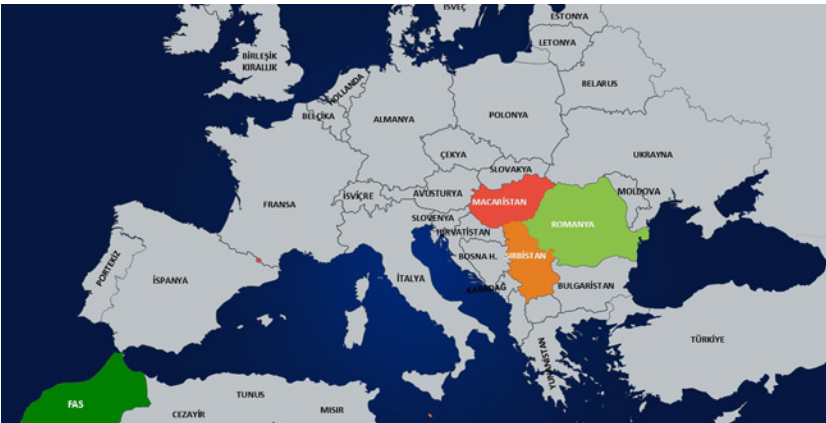 İSVEÇ
ESTONYA
LETONYA
BİRLEŞİK
KIRALLIK
HOLLANDA
BELARUS
BELÇİKA
ALMANYA
POLONYA
ÇEKYA
UKRAYNA
SLOVAKYA
İSVİÇRE
AVUSTURYA
MACARİSTAN
MOLDOVA
FRANSA
SLOVENYA
ROMANYA
HIRVATİSTAN
BOSNA H.
SIRBİSTAN
PORTEKİZ
İSPANYA
İTALYA
KARADAĞ
BULGARİSTAN
YUNANİSTAN
TÜRKİYE
FAS
TUNUS
CEZAYİR
MISIR